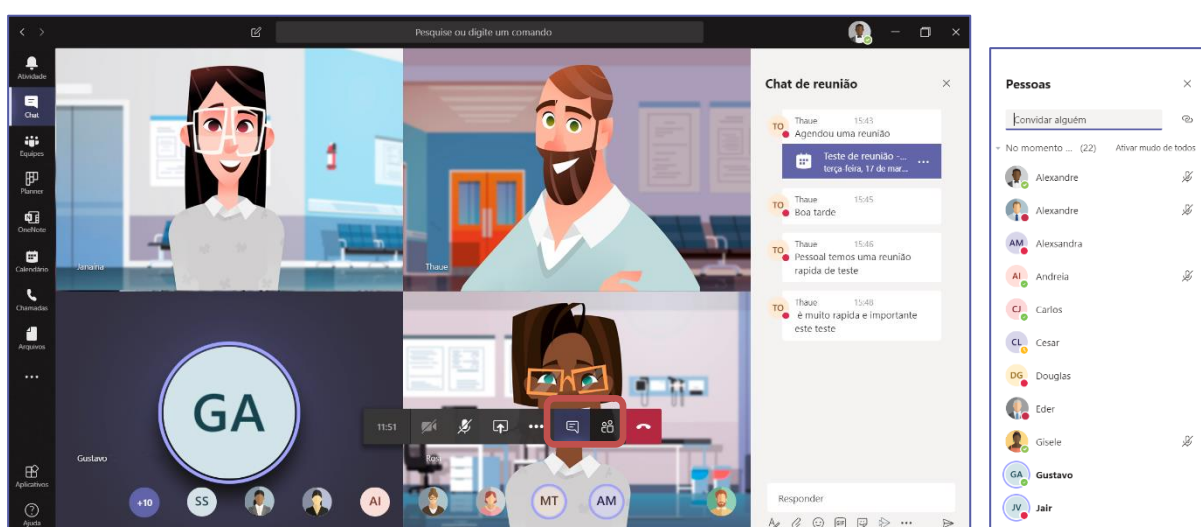 Pesquise ou digite um comando
Atividade
Chat
Equipes
Planner
OneNote
Calendário
Chamadas
Arquivos
Aplicativos
Ajuda
Janaina
Thaue
GA
Gustavo
Rosa
11:51
+10
SS
AI
MT
AM
Chat de reunião
TO
Thaue 15:43
Agendou uma reunião
Teste de reunião -...
terça-feira, 17 de mar...
TO
Thaue 15:45
Boa tarde
TO
Thaue 15:46
Pessoal temos uma reunião
rapida de teste
TO
Thaue 15:48
è muito rapida e importante
este teste
Responder
GIF
Pessoas
Convidar alguém
No momento ... (22) Ativar mudo de todos
Alexandre
Alexandre
AM Alexsandra
AI Andreia
CJ Carlos
CL Cesar
DG Douglas
Eder
Gisele
GA Gustavo
JV Jair